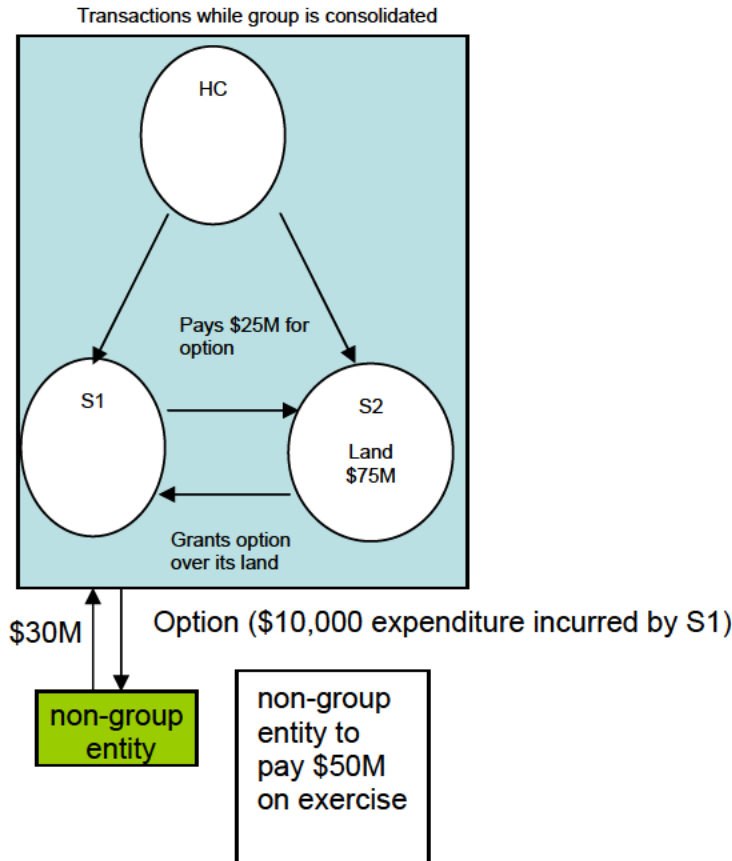 Transactions while group is consolidated
HC
Pays $25M for
option
S1
S2
Land
$75M
Grants option
over its land
$30M
Option ($10,000 expenditure incurred by S1)
non-group
entity
non-group
entity to
pay $50M
on exercise